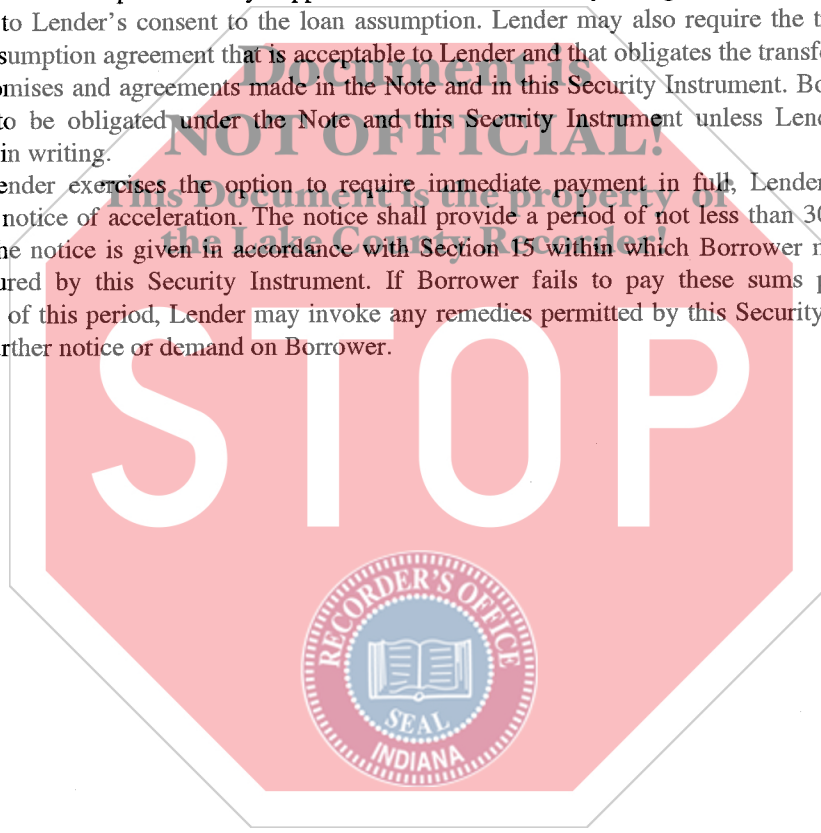 to Lender's consent to the loan assumption. Lender may also require the t
sumption agreement that is acceptable to Lender and that obligates the transf
omises and agreements made in the Note and in this Security Instrument. Bo
to be obligated under the Note and this Security Instrument unless Lend
in writing.
ender exercises the option to require immediate payment in full, Lender
notice of acceleration. The notice shall provide a period of not less than 30
he notice is given in accordance with Section 15 within which Borrower m
ured by this Security Instrument. If Borrower fails to pay these sums p
of this period, Lender may invoke any remedies permitted by this Security
rther notice or demand on Borrower.
Document is
NOT OFFICIAL!
This Document is the property of
the Lake County Recorder!
STOP
RECORDER'S OFFICE
SEAL
INDIANA